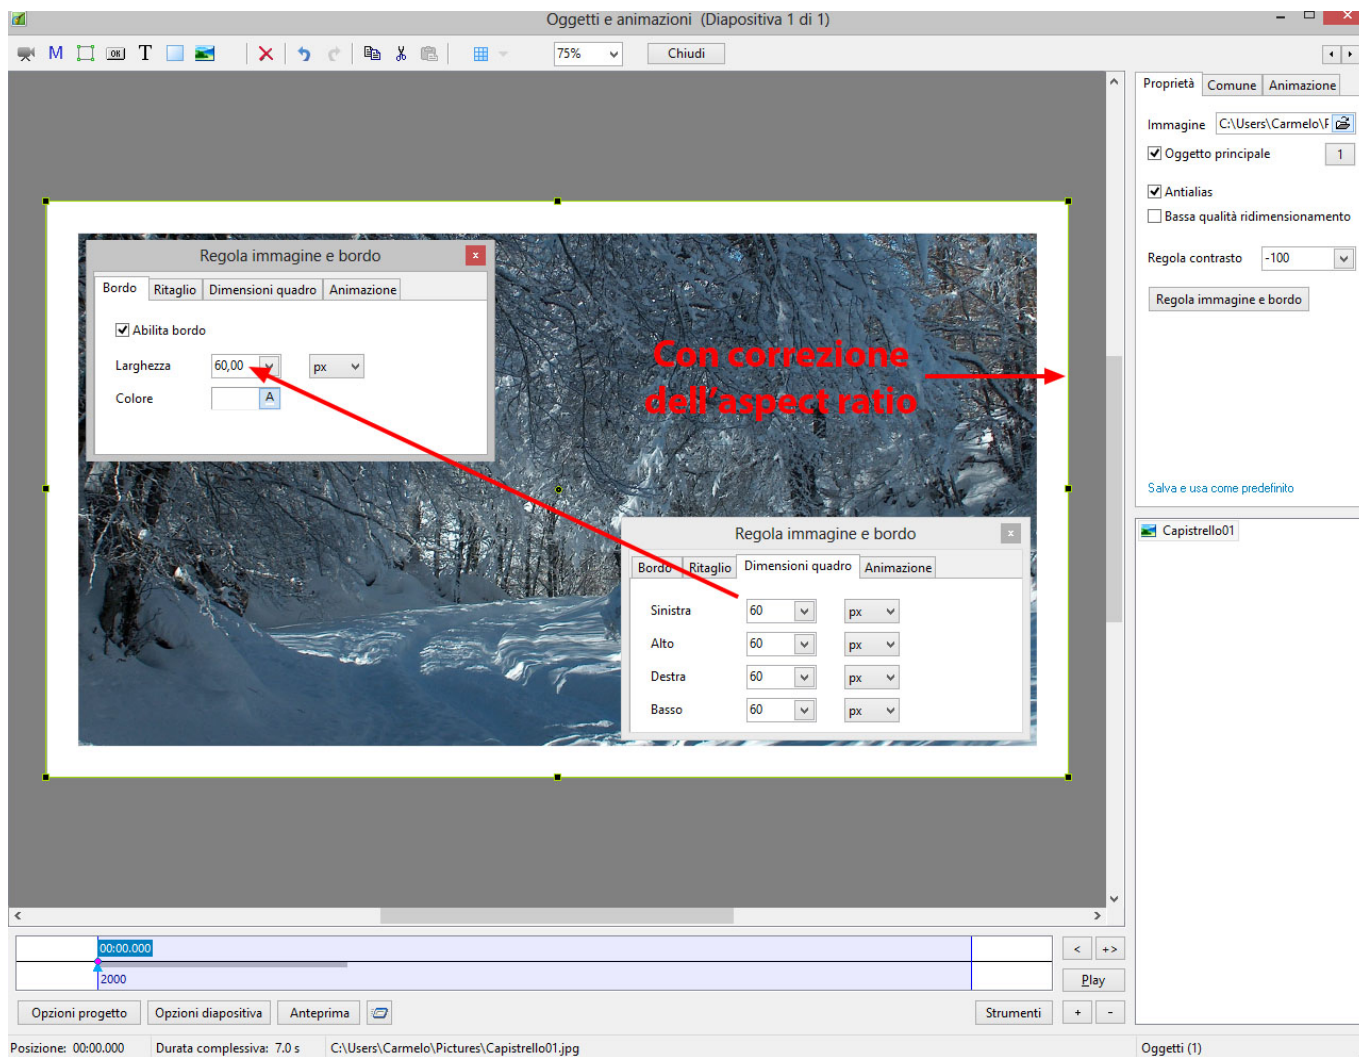 Oggetti e animazioni (Diapositiva 1 di 1)
M OK T 75% Chiudi
Proprietà Comune Animazione
Immagine C:\Users\Carmelo\F
Oggetto principale 1
Antialias
Bassa qualità ridimensionamento
Regola contrasto -100
Regola immagine e bordo
Salva e usa come predefinito
Capistrello01
Regola immagine e bordo x
Bordo Ritaglio Dimensioni quadro Animazione
Abilita bordo
Larghezza 60,00 px
Colore A
Con correzione
dell'aspect ratio
Regola immagine e bordo x
Bordo Ritaglio Dimensioni quadro Animazione
Sinistra 60 px
Alto 60 px
Destra 60 px
Basso 60 px
00:00.000 < +>
2000 Play
Opzioni progetto Opzioni diapositiva Anteprima Strumenti + -
Posizione: 00:00.000 Durata complessiva: 7.0 s C:\Users\Carmelo\Pictures\Capistrello01.jpg Oggetti (1)